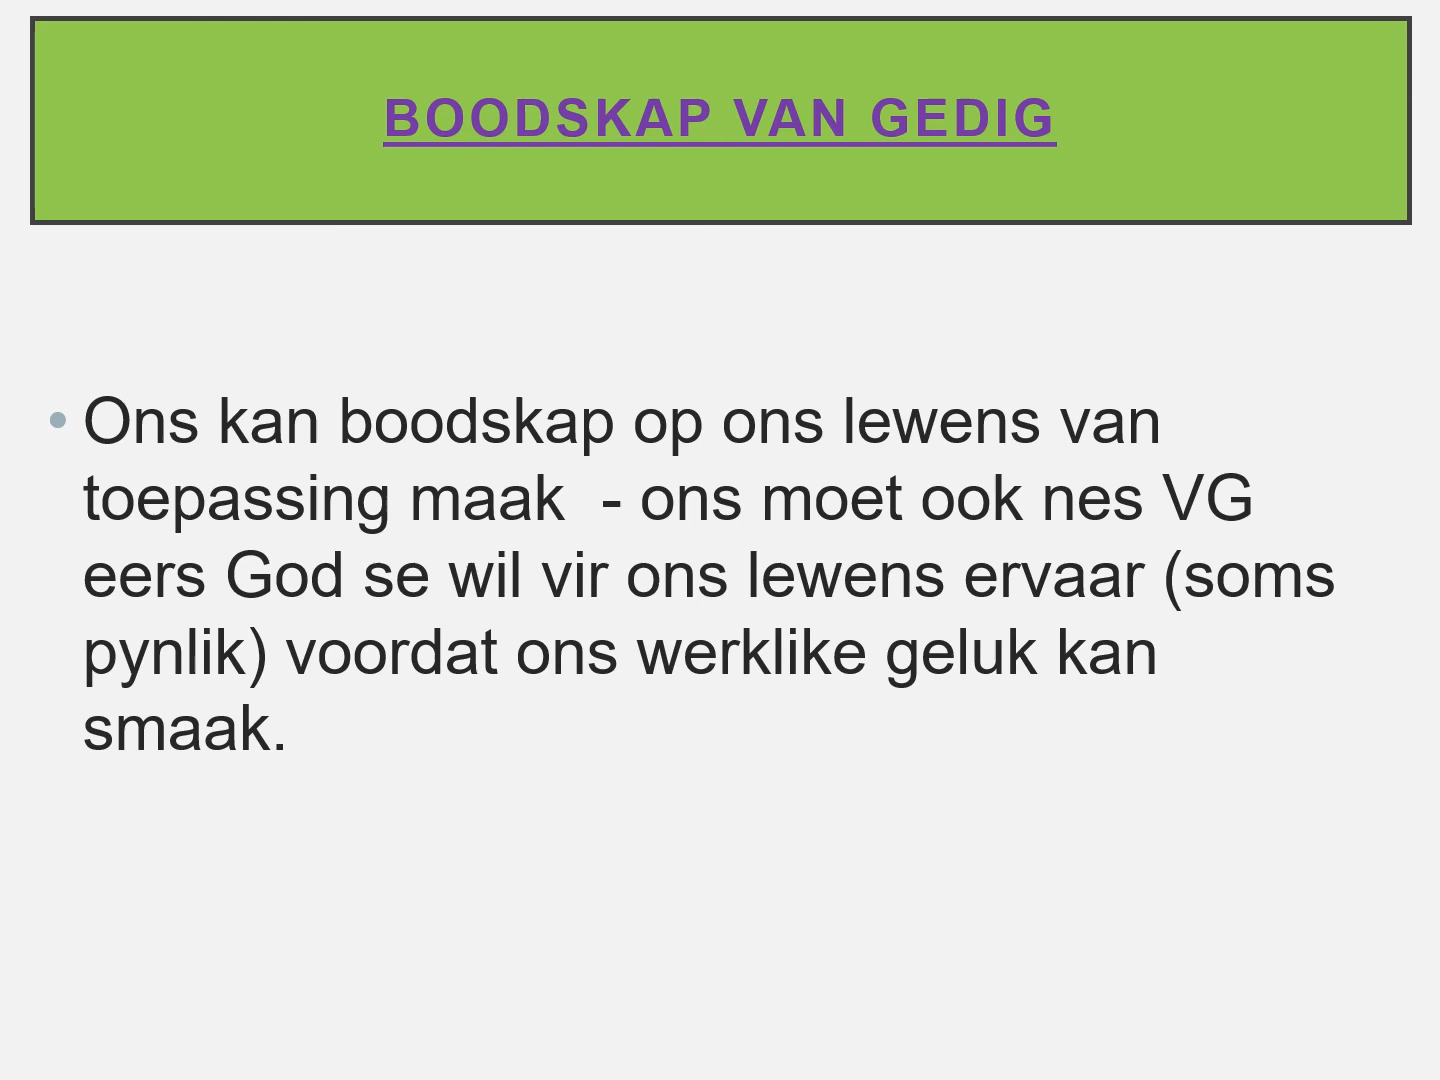 BOODSKAP VAN GEDIG
• Ons kan boodskap op ons lewens van
toepassing maak  - ons moet ook nes VG
eers God se wil vir ons lewens ervaar (soms
pynlik) voordat ons werklike geluk kan
smaak.